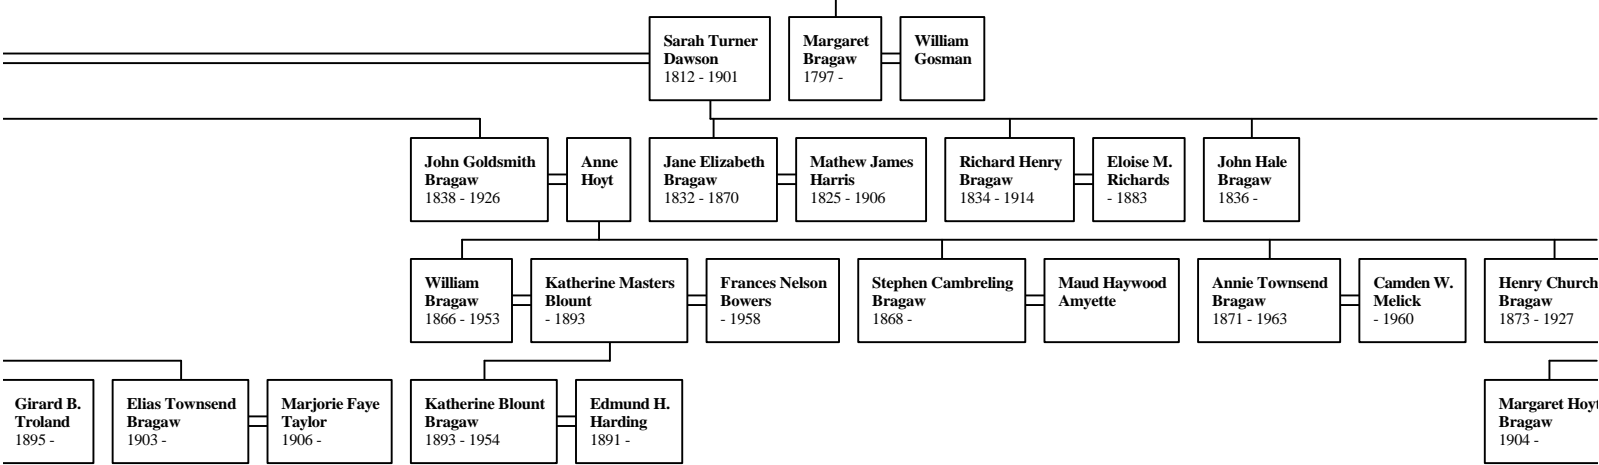 Sarah Turner
Dawson
1812 - 1901
Margaret
Bragaw
1797 -
William
Gosman
John Goldsmith
Bragaw
1838 - 1926
Anne
Hoyt
Jane Elizabeth
Bragaw
1832 - 1870
Mathew James
Harris
1825 - 1906
Richard Henry
Bragaw
1834 - 1914
Eloise M.
Richards
- 1883
John Hale
Bragaw
1836 -
William
Bragaw
1866 - 1953
Katherine Masters
Blount
- 1893
Frances Nelson
Bowers
- 1958
Stephen Cambreling
Bragaw
1868 -
Maud Haywood
Amyette
Annie Townsend
Bragaw
1871 - 1963
Camden W.
Melick
- 1960
Henry Church
Bragaw
1873 - 1927
Girard B.
Troland
1895 -
Elias Townsend
Bragaw
1903 -
Marjorie Faye
Taylor
1906 -
Katherine Blount
Bragaw
1893 - 1954
Edmund H.
Harding
1891 -
Margaret Hoyt
Bragaw
1904 -